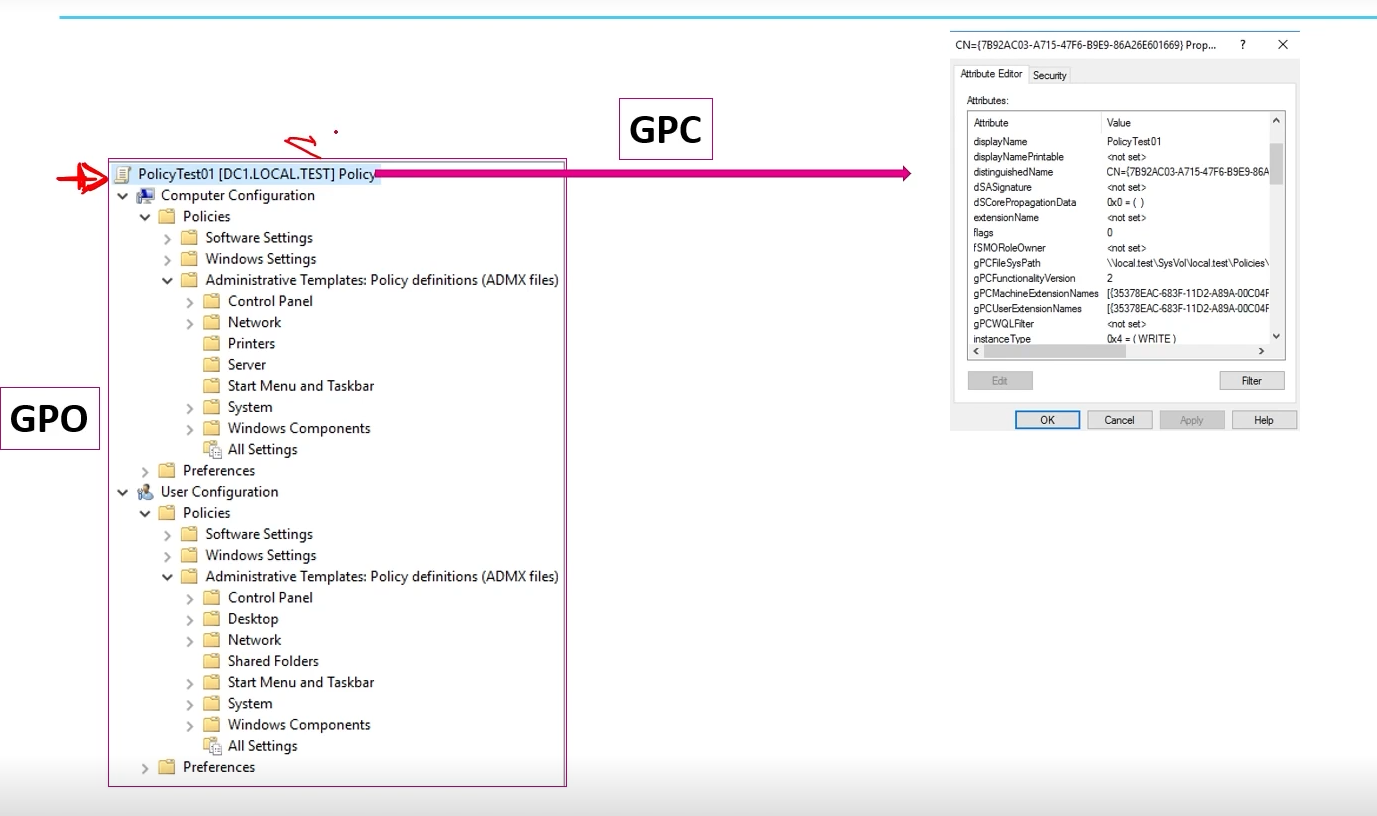 GPO
PolicyTest01 [DC1.LOCAL.TEST] Policy
Computer Configuration
Policies
Software Settings
Windows Settings
Administrative Templates: Policy definitions (ADMX files)
Control Panel
Network
Printers
Server
Start Menu and Taskbar
System
Windows Components
All Settings
Preferences
User Configuration
Policies
Software Settings
Windows Settings
Administrative Templates: Policy definitions (ADMX files)
Control Panel
Desktop
Network
Shared Folders
Start Menu and Taskbar
System
Windows Components
All Settings
Preferences
GPC
CN={7B92AC03-A715-47F6-B9E9-86A26E601669} Prop... ?
Attribute Editor Security
Attributes:
Attribute Value
displayName PolicyTest01
displayNamePrintable <not set>
distinguishedName CN={7B92AC03-A715-47F6-B9E9-86A
dSASignature <not set>
dSCorePropagationData 0x0 = ( )
extensionName <not set>
flags 0
fSMORoleOwner <not set>
gPCFileSysPath \\local.test\SysVol\local.test\Policies\
gPCFunctionalityVersion 2
gPCMachineExtensionNames [{35378EAC-683F-11D2-A89A-00C04F
gPCUserExtensionNames [{35378EAC-683F-11D2-A89A-00C04F
gPCWQLFilter <not set>
instanceType 0x4 = ( WRITE )
Edit Filter
OK Cancel Apply Help